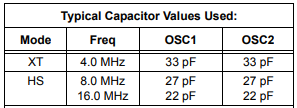 Typical Capacitor Values Used:
Mode Freq OSC1 OSC2
XT 4.0 MHz 33 pF 33 pF
HS 8.0 MHz 27 pF 27 pF
16.0 MHz 22 pF 22 pF